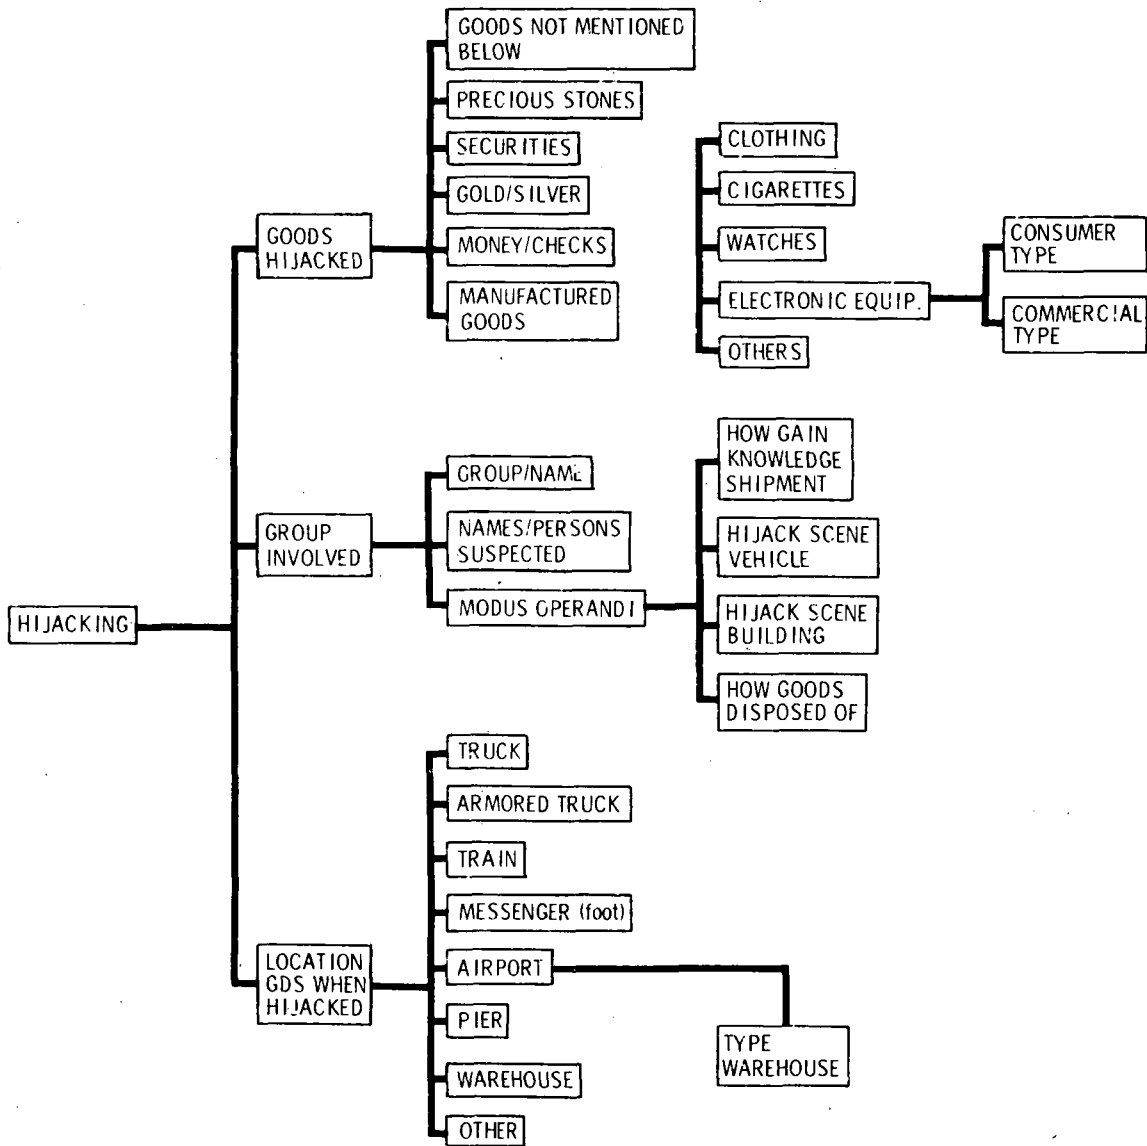 GOODS NOT MENTIONED
BELOW
PRECIOUS STONES
SECURITIES
GOLD/SILVER
MONEY/CHECKS
MANUFACTURED
GOODS
CLOTHING
CIGARETTES
WATCHES
ELECTRONIC EQUIP.
OTHERS
CONSUMER
TYPE
COMMERCIAL
TYPE
GOODS
HIJACKED
GROUP/NAME
NAMES/PERSONS
SUSPECTED
MODUS OPERANDI
HOW GAIN
KNOWLEDGE
SHIPMENT
HIJACK SCENE
VEHICLE
HIJACK SCENE
BUILDING
HOW GOODS
DISPOSED OF
GROUP
INVOLVED
HIJACKING
TRUCK
ARMORED TRUCK
TRAIN
MESSENGER (foot)
AIRPORT
PIER
WAREHOUSE
OTHER
LOCATION
GDS WHEN
HIJACKED
TYPE
WAREHOUSE